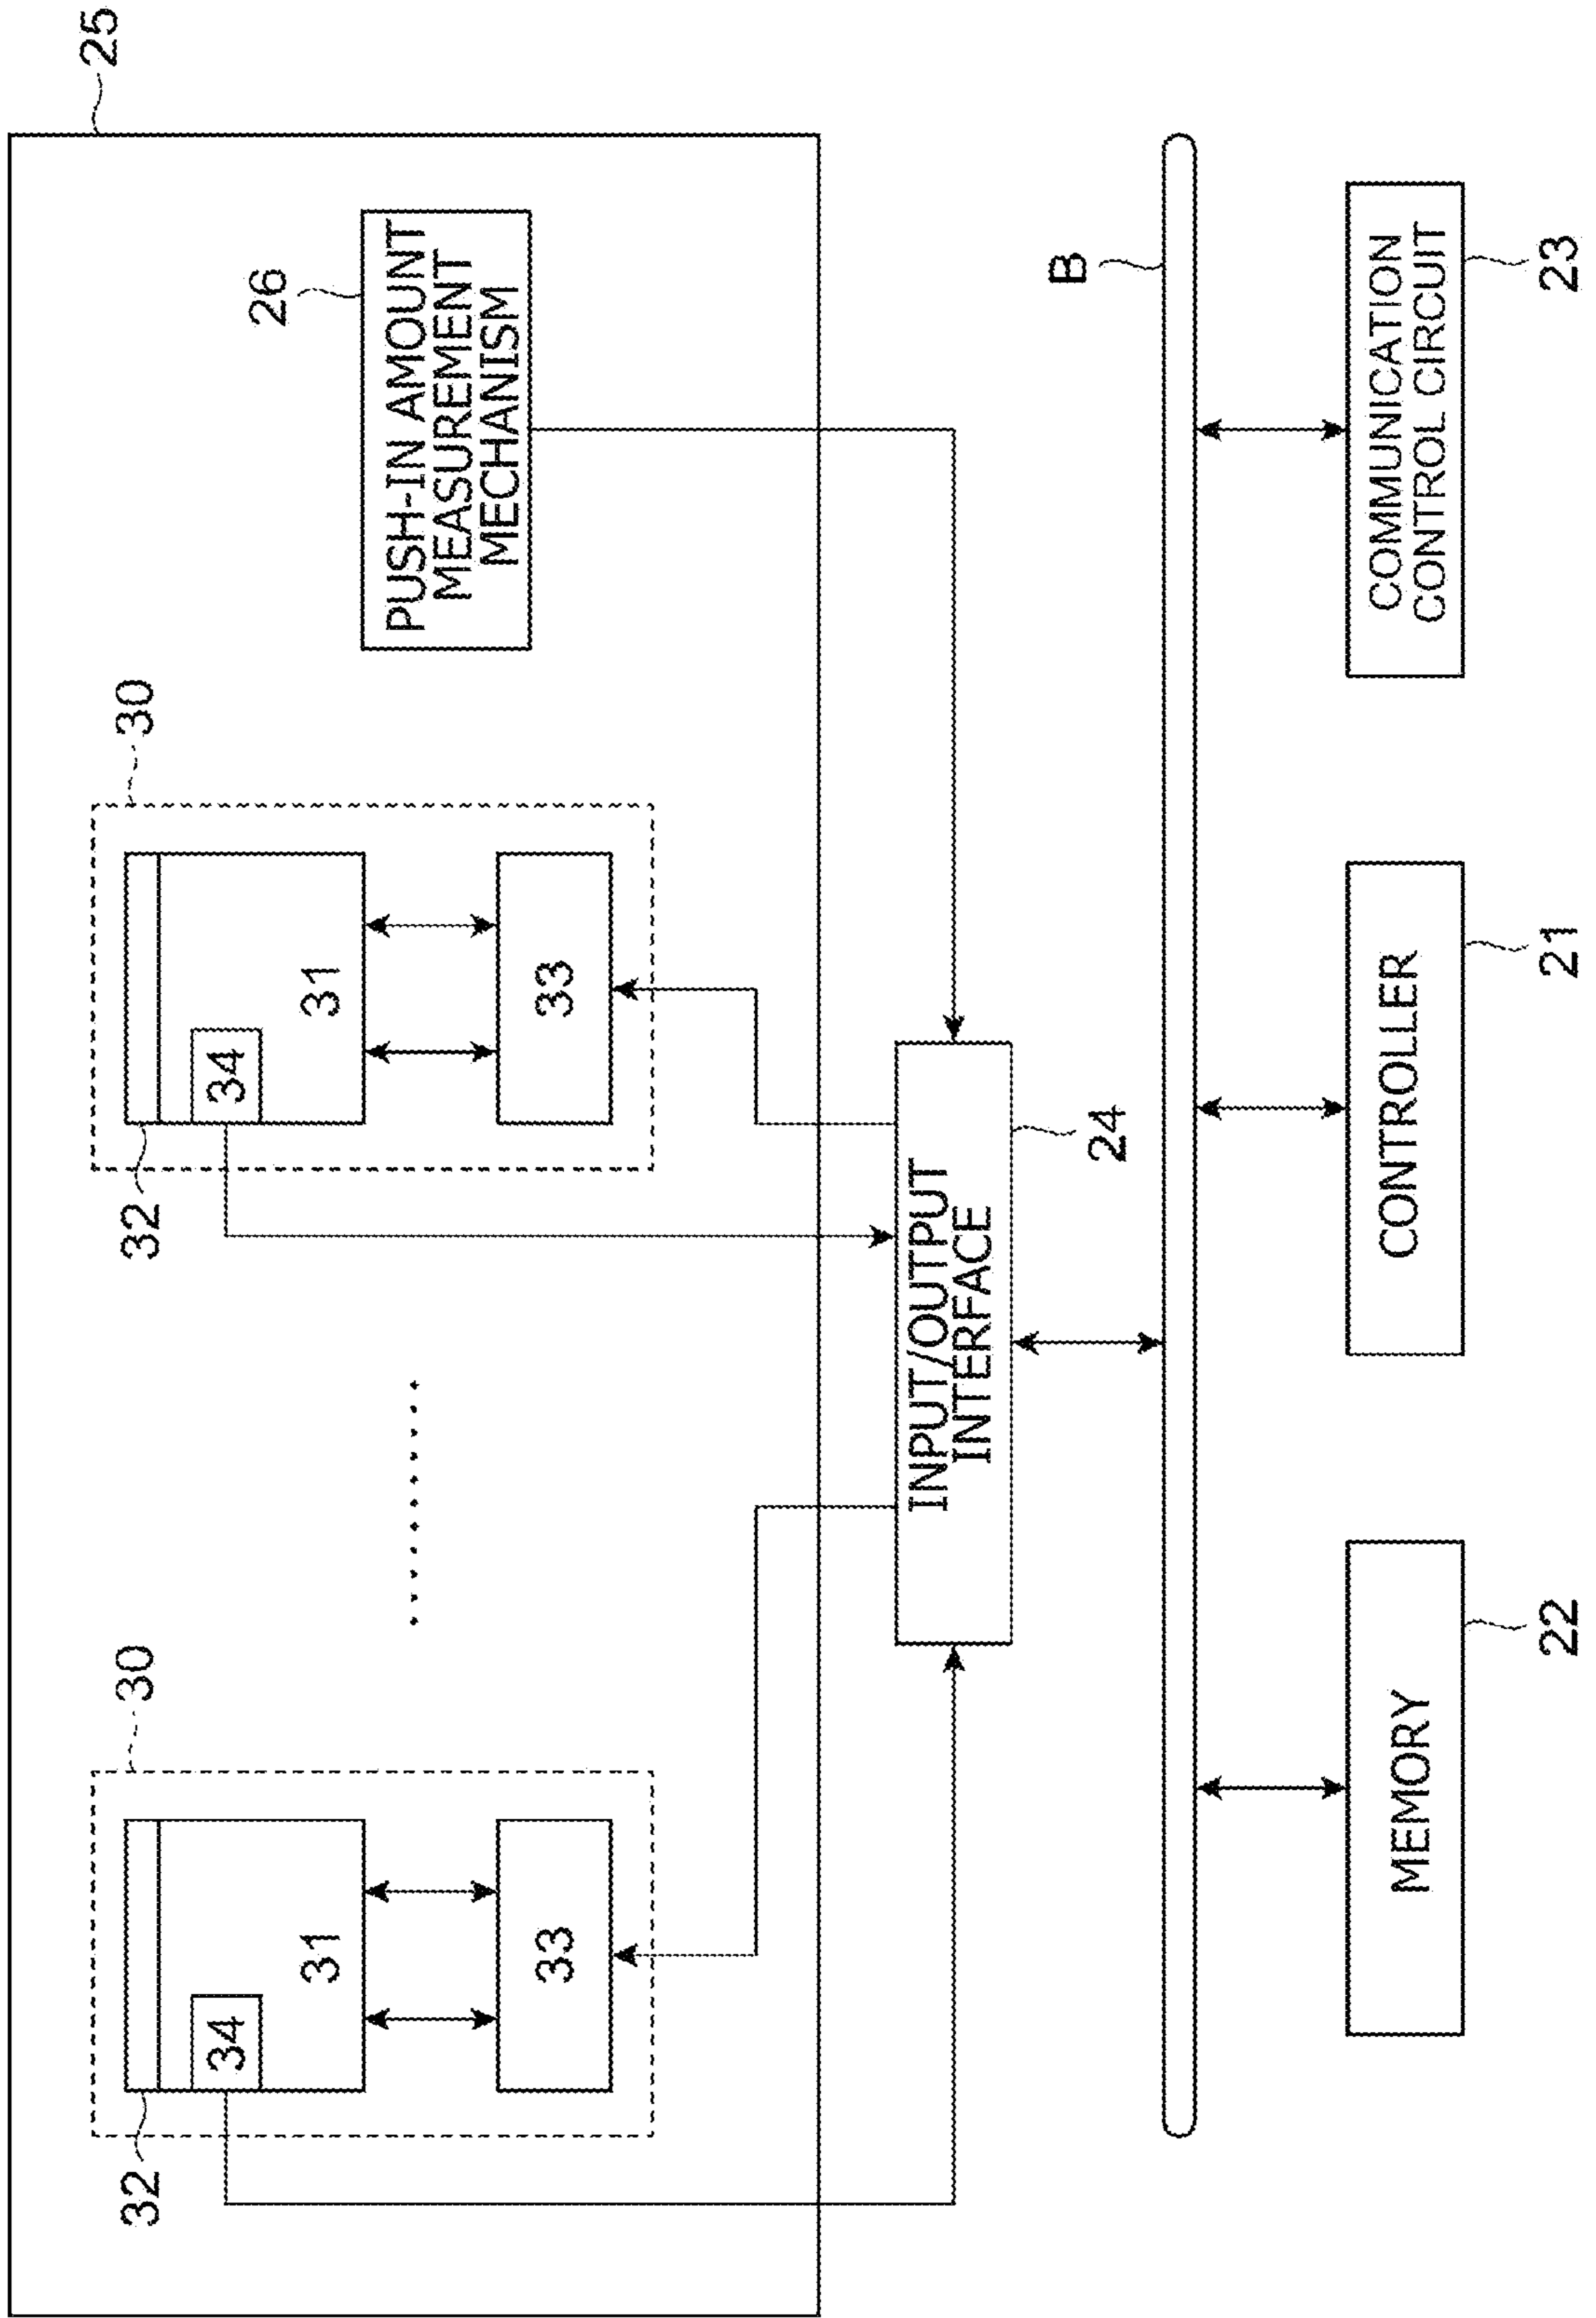 25
30
30
26
PUSH-IN AMOUNT
MEASUREMENT
MECHANISM
32
34
31
33
32
34
31
33
INPUT/OUTPUT
INTERFACE
24
B
MEMORY
22
CONTROLLER
21
COMMUNICATION
CONTROL CIRCUIT
23